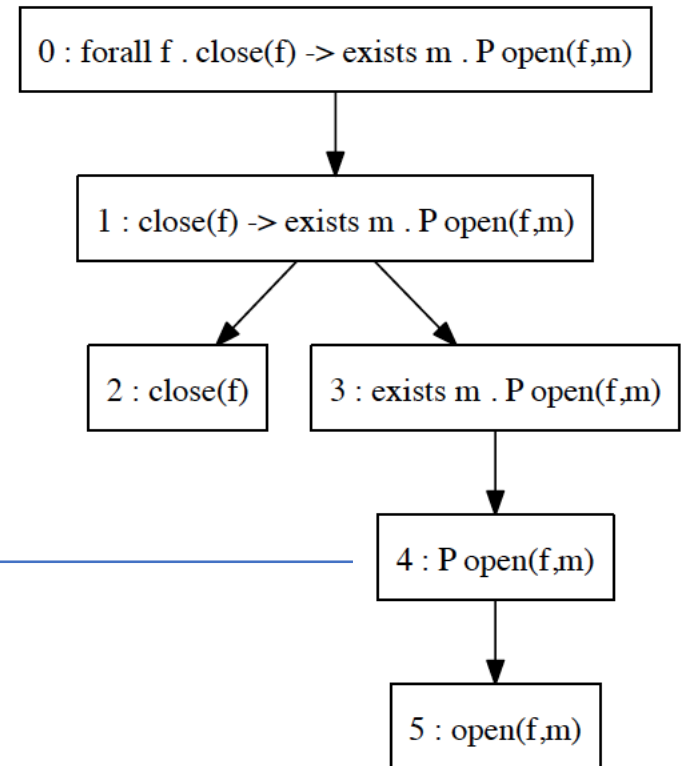 0 : forall f . close(f) -> exists m . P open(f,m)
1 : close(f) -> exists m . P open(f,m)
2 : close(f)
3 : exists m . P open(f,m)
4 : P open(f,m)
5 : open(f,m)